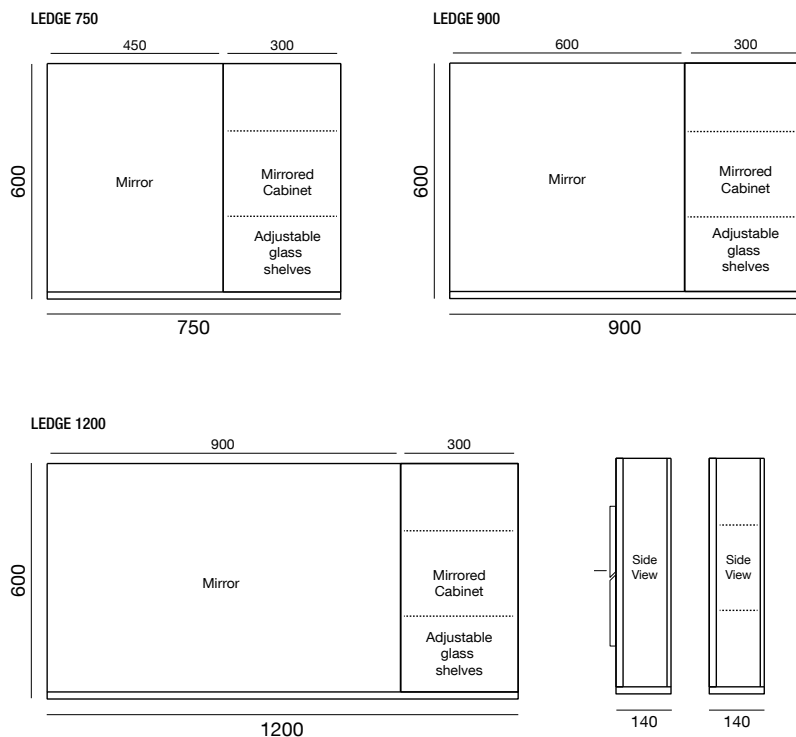 LEDGE 750
450
300
600
Mirror
Mirrored
Cabinet
Adjustable
glass
shelves
750
LEDGE 900
600
300
600
Mirror
Mirrored
Cabinet
Adjustable
glass
shelves
900
LEDGE 1200
900
300
600
Mirror
Mirrored
Cabinet
Adjustable
glass
shelves
1200
Side
View
140
Side
View
140